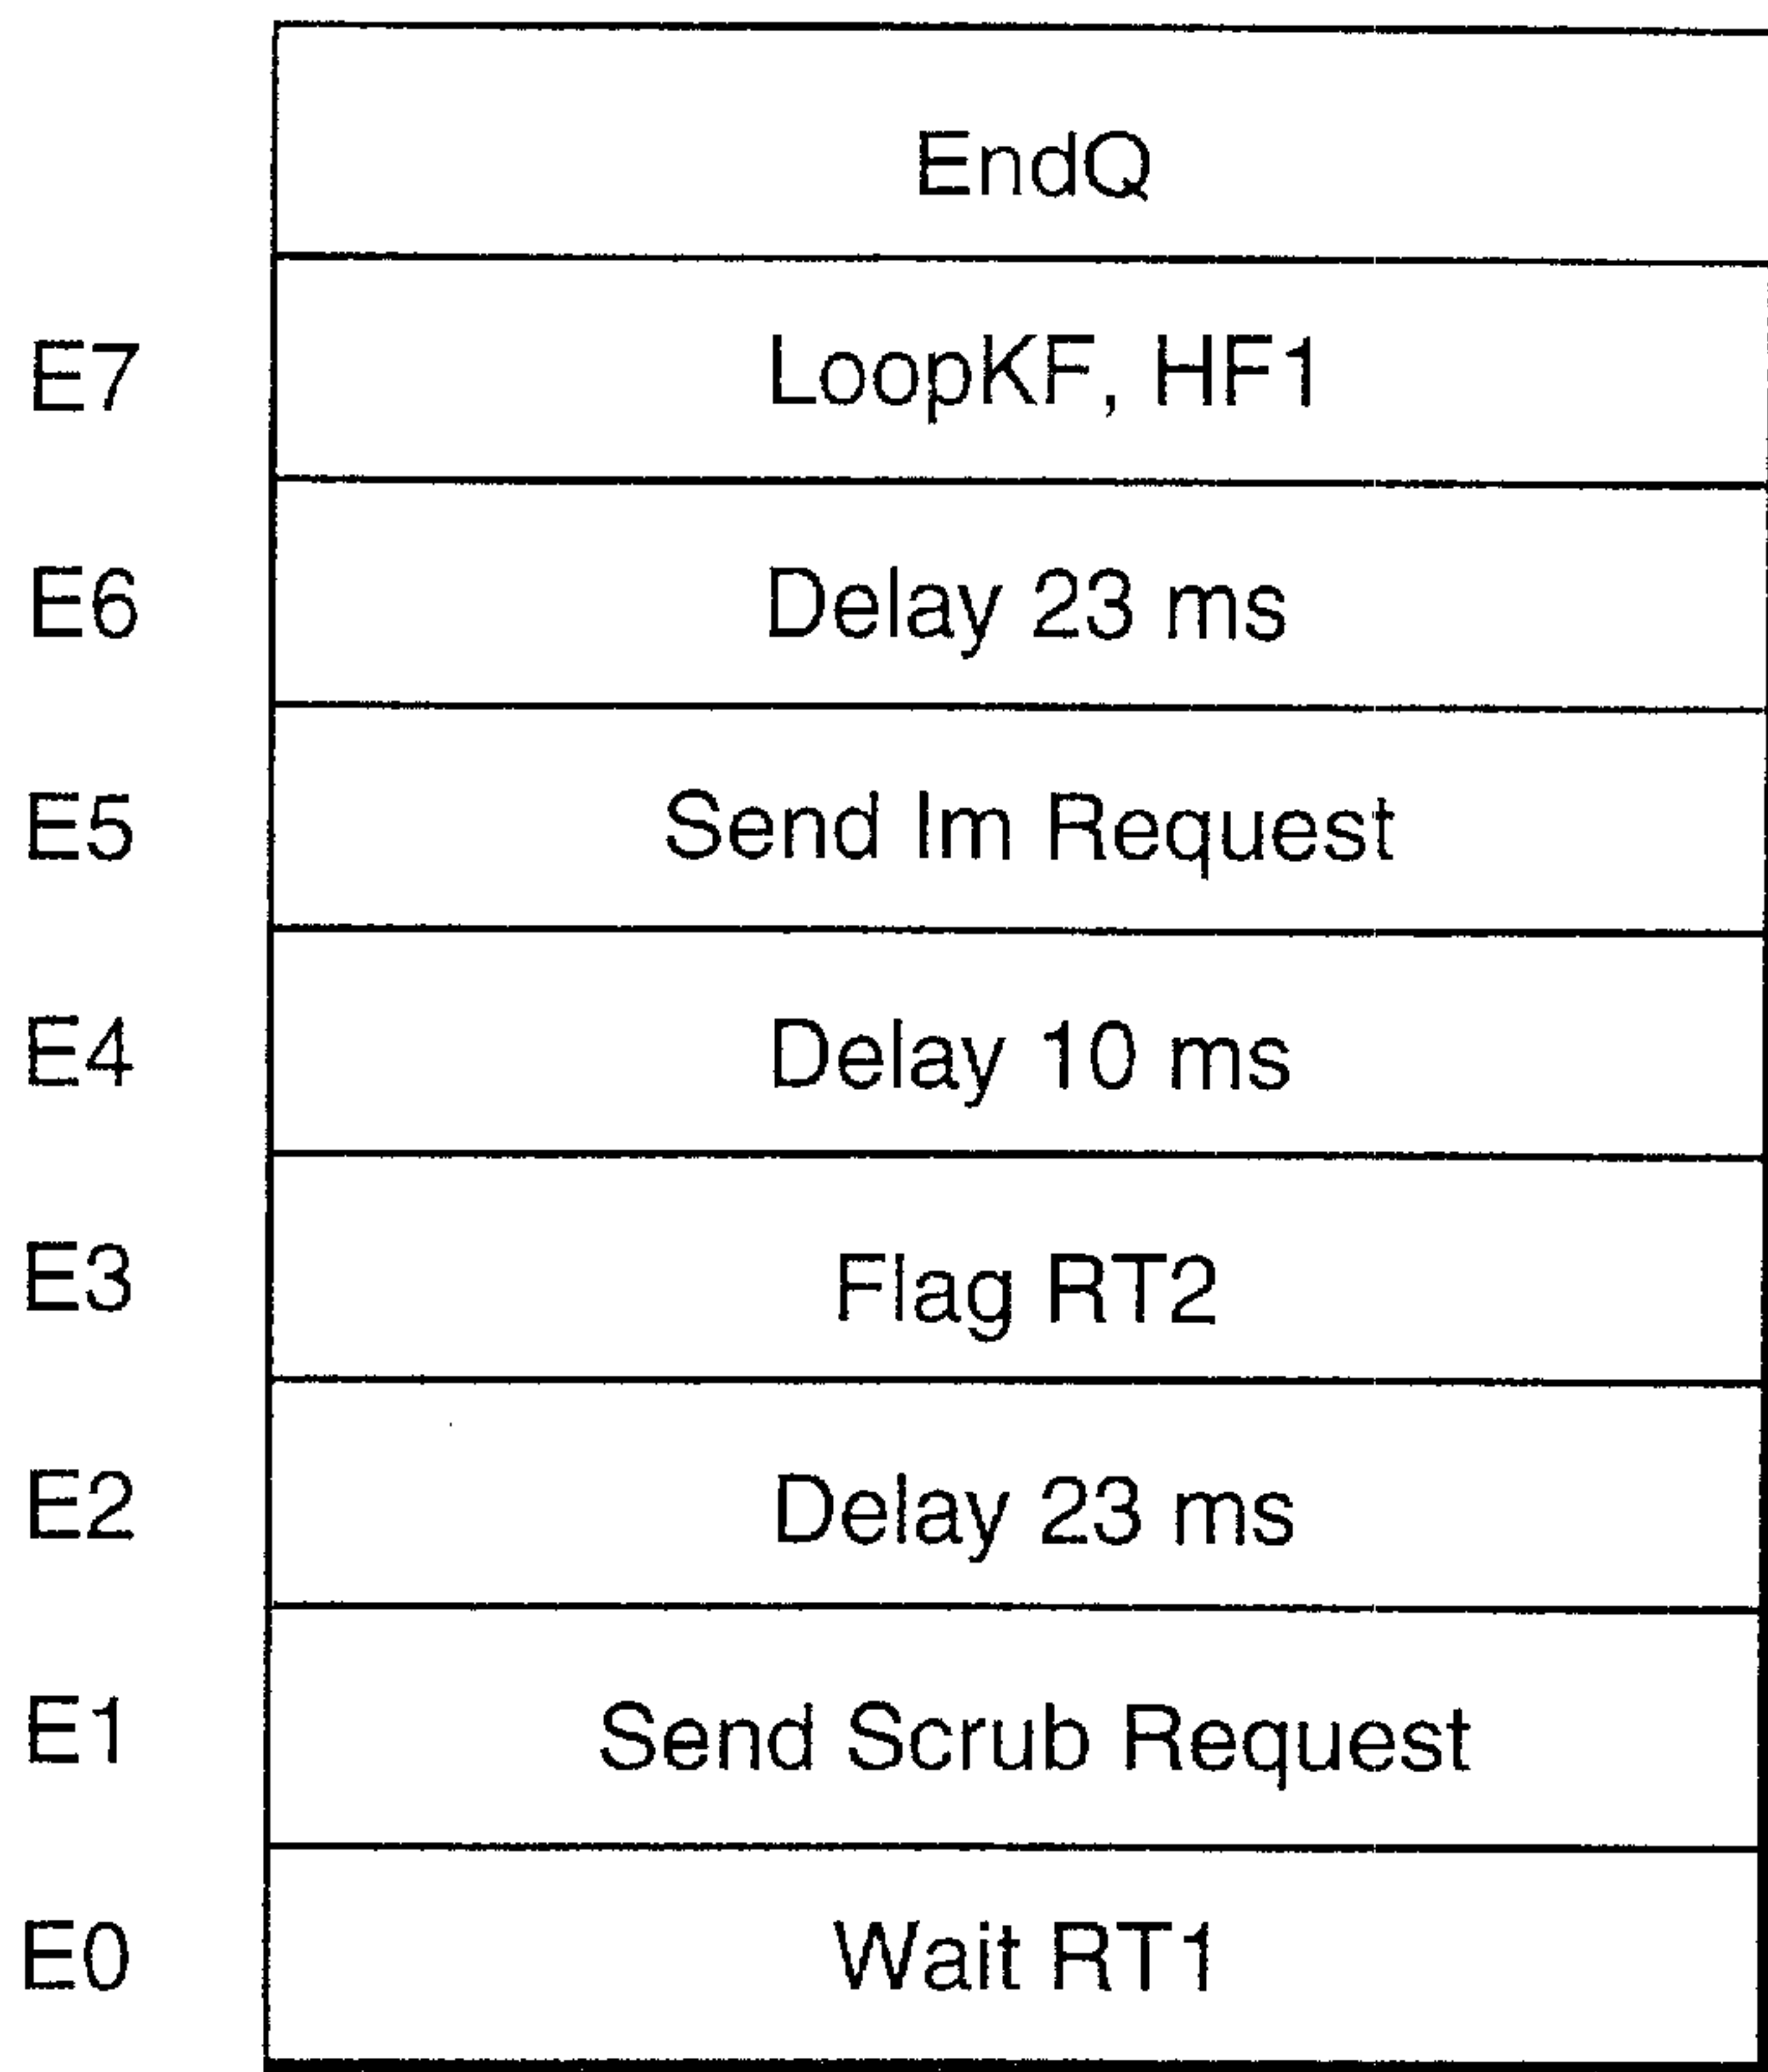 EndQ
E7 LoopKF, HF1
E6 Delay 23 ms
E5 Send Im Request
E4 Delay 10 ms
E3 Flag RT2
E2 Delay 23 ms
E1 Send Scrub Request
E0 Wait RT1